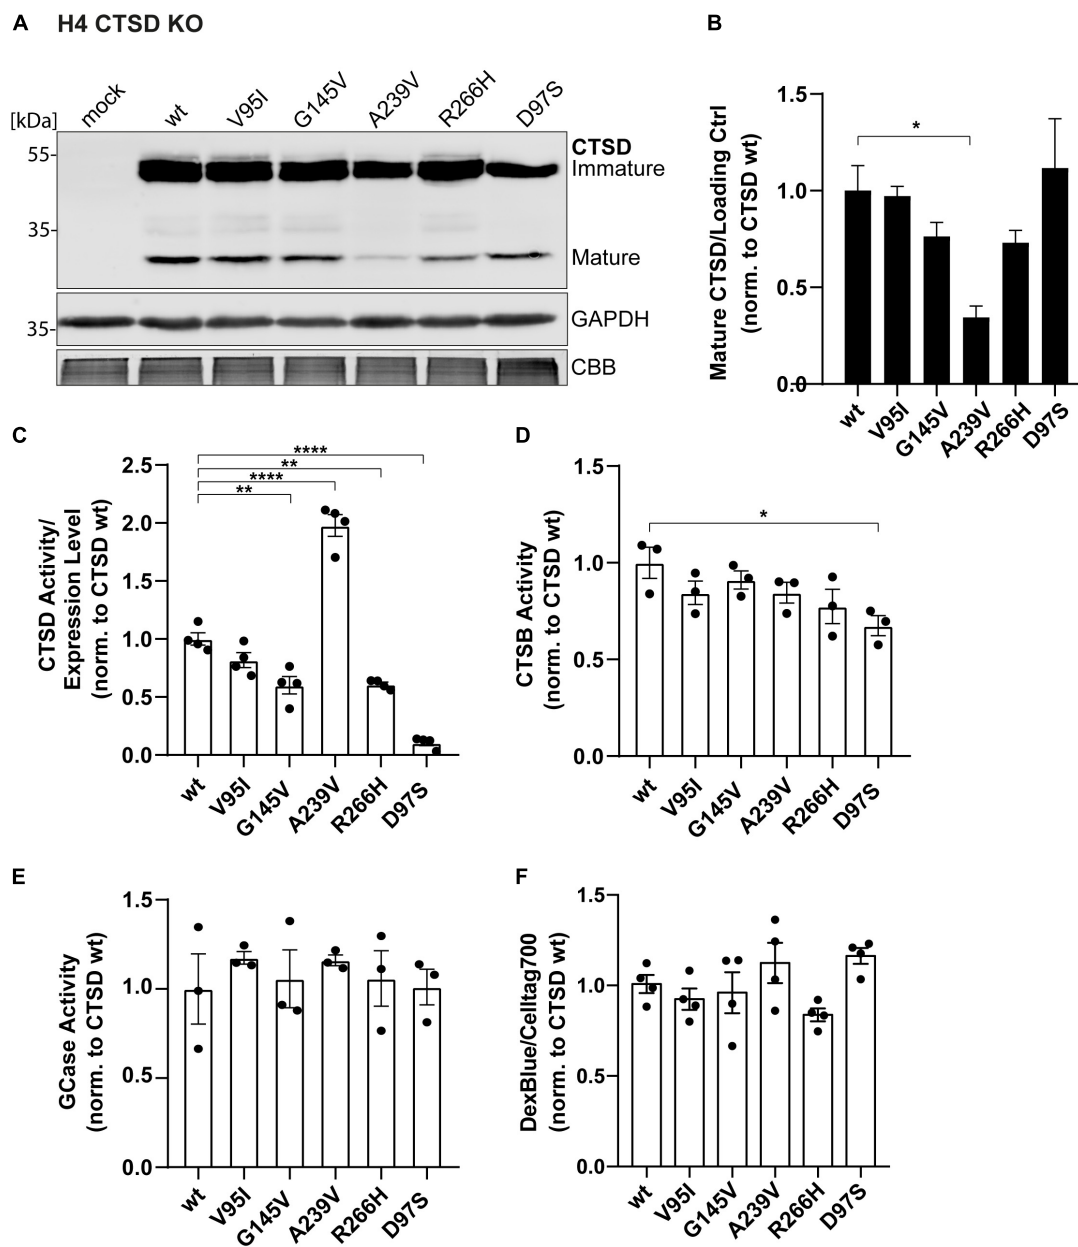 A H4 CTSD KO
mock wt V95I G145V A239V R266H D97S
[kDa]
55-
CTSD
Immature
35-
Mature
35-
GAPDH
CBB
B
Mature CTSD/Loading Ctrl
(norm. to CTSD wt)
1.5
1.0
0.5
0.0
*
wt V95I G145V A239V R266H D97S
C
CTSD Activity/
Expression Level
(norm. to CTSD wt)
2.5
2.0
1.5
1.0
0.5
0.0
****
**
****
**
wt V95I G145V A239V R266H D97S
D
CTSB Activity
(norm. to CTSD wt)
1.5
1.0
0.5
0.0
*
wt V95I G145V A239V R266H D97S
E
GCase Activity
(norm. to CTSD wt)
1.5
1.0
0.5
0.0
wt V95I G145V A239V R266H D97S
F
DexBlue/Celltag700
(norm. to CTSD wt)
1.5
1.0
0.5
0.0
wt V95I G145V A239V R266H D97S